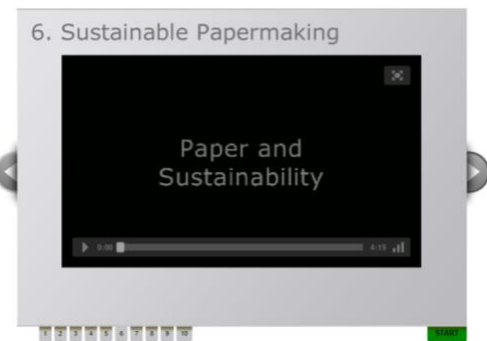 6. Sustainable Papermaking
Paper and
Sustainability
0:00 4:15
1 2 3 4 5 6 7 8 9 10
START